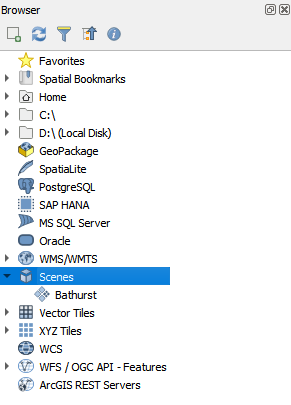 Browser
Favorites
Spatial Bookmarks
Home
C:\
D:\ (Local Disk)
GeoPackage
SpatiaLite
PostgreSQL
SAP HANA
MS SQL Server
Oracle
WMS/WMTS
Scenes
Bathurst
Vector Tiles
XYZ Tiles
WCS
WFS / OGC API - Features
ArcGIS REST Servers